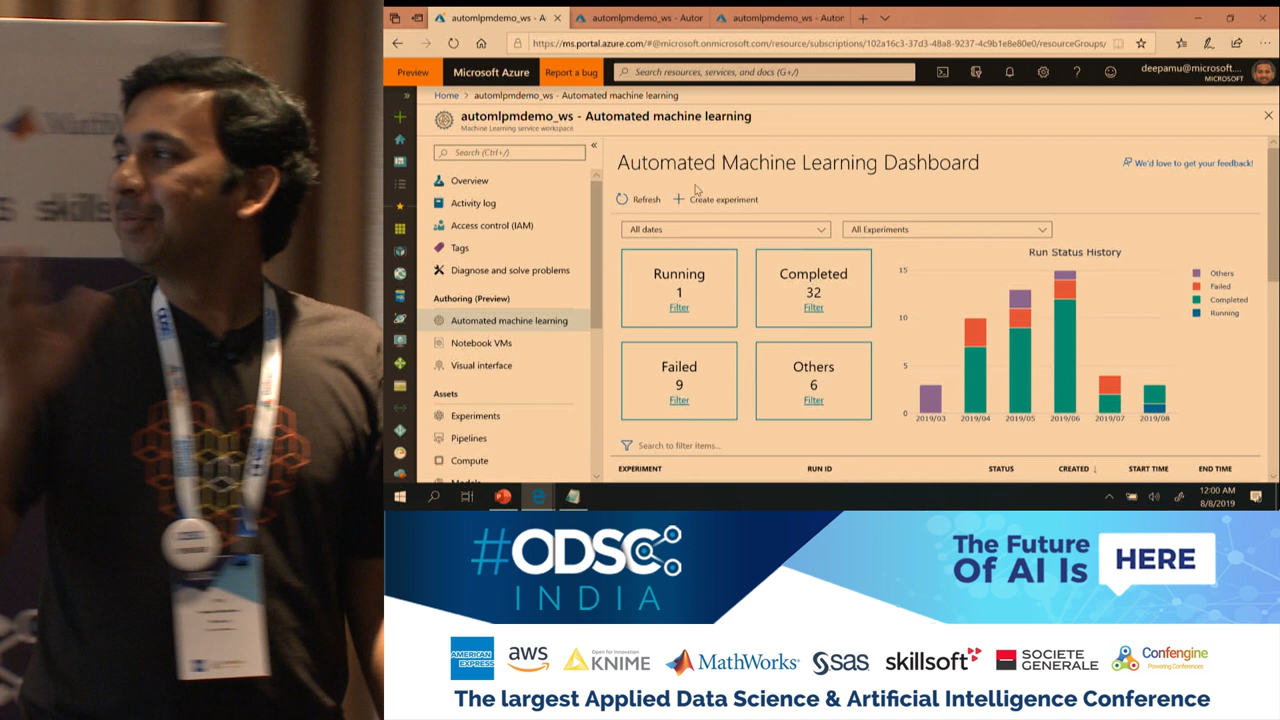 automlpmdemo_ws - A
automlpmdemo_ws - Autor
automlpmdemo_ws - Autor
https://ms.portal.azure.com/#@microsoft.onmicrosoft.com/resource/subscriptions/102a16c3-37d3-48a8-9237-4c9b1e8e80e0/resourceGroups/
Preview
Microsoft Azure
Report a bug
Search resources, services, and docs (G+/)
deepamu@microsoft....
MICROSOFT
Home > automlpmdemo_ws - Automated machine learning
automlpmdemo_ws - Automated machine learning
Machine Learning service workspace
Search (Ctrl+/)
Overview
Activity log
Access control (IAM)
Tags
Diagnose and solve problems
Authoring (Preview)
Automated machine learning
Notebook VMs
Visual interface
Assets
Experiments
Pipelines
Compute
Automated Machine Learning Dashboard
We'd love to get your feedback!
Refresh
Create experiment
All dates
All Experiments
Running
1
Filter
Completed
32
Filter
Failed
9
Filter
Others
6
Filter
Run Status History
15
10
5
0
2019/03 2019/04 2019/05 2019/06 2019/07 2019/08
Others
Failed
Completed
Running
Search to filter items...
EXPERIMENT RUN ID STATUS CREATED ↓ START TIME END TIME
12:00 AM
8/8/2019
skills
#ODSC
INDIA
The Future
Of AI Is
HERE
AMERICAN
EXPRESS
aws
Open for Innovation
KNIME
MathWorks®
sas
skillsoft
SOCIETE
GENERALE
Confengine
Powering Conferences
The largest Applied Data Science & Artificial Intelligence Conference